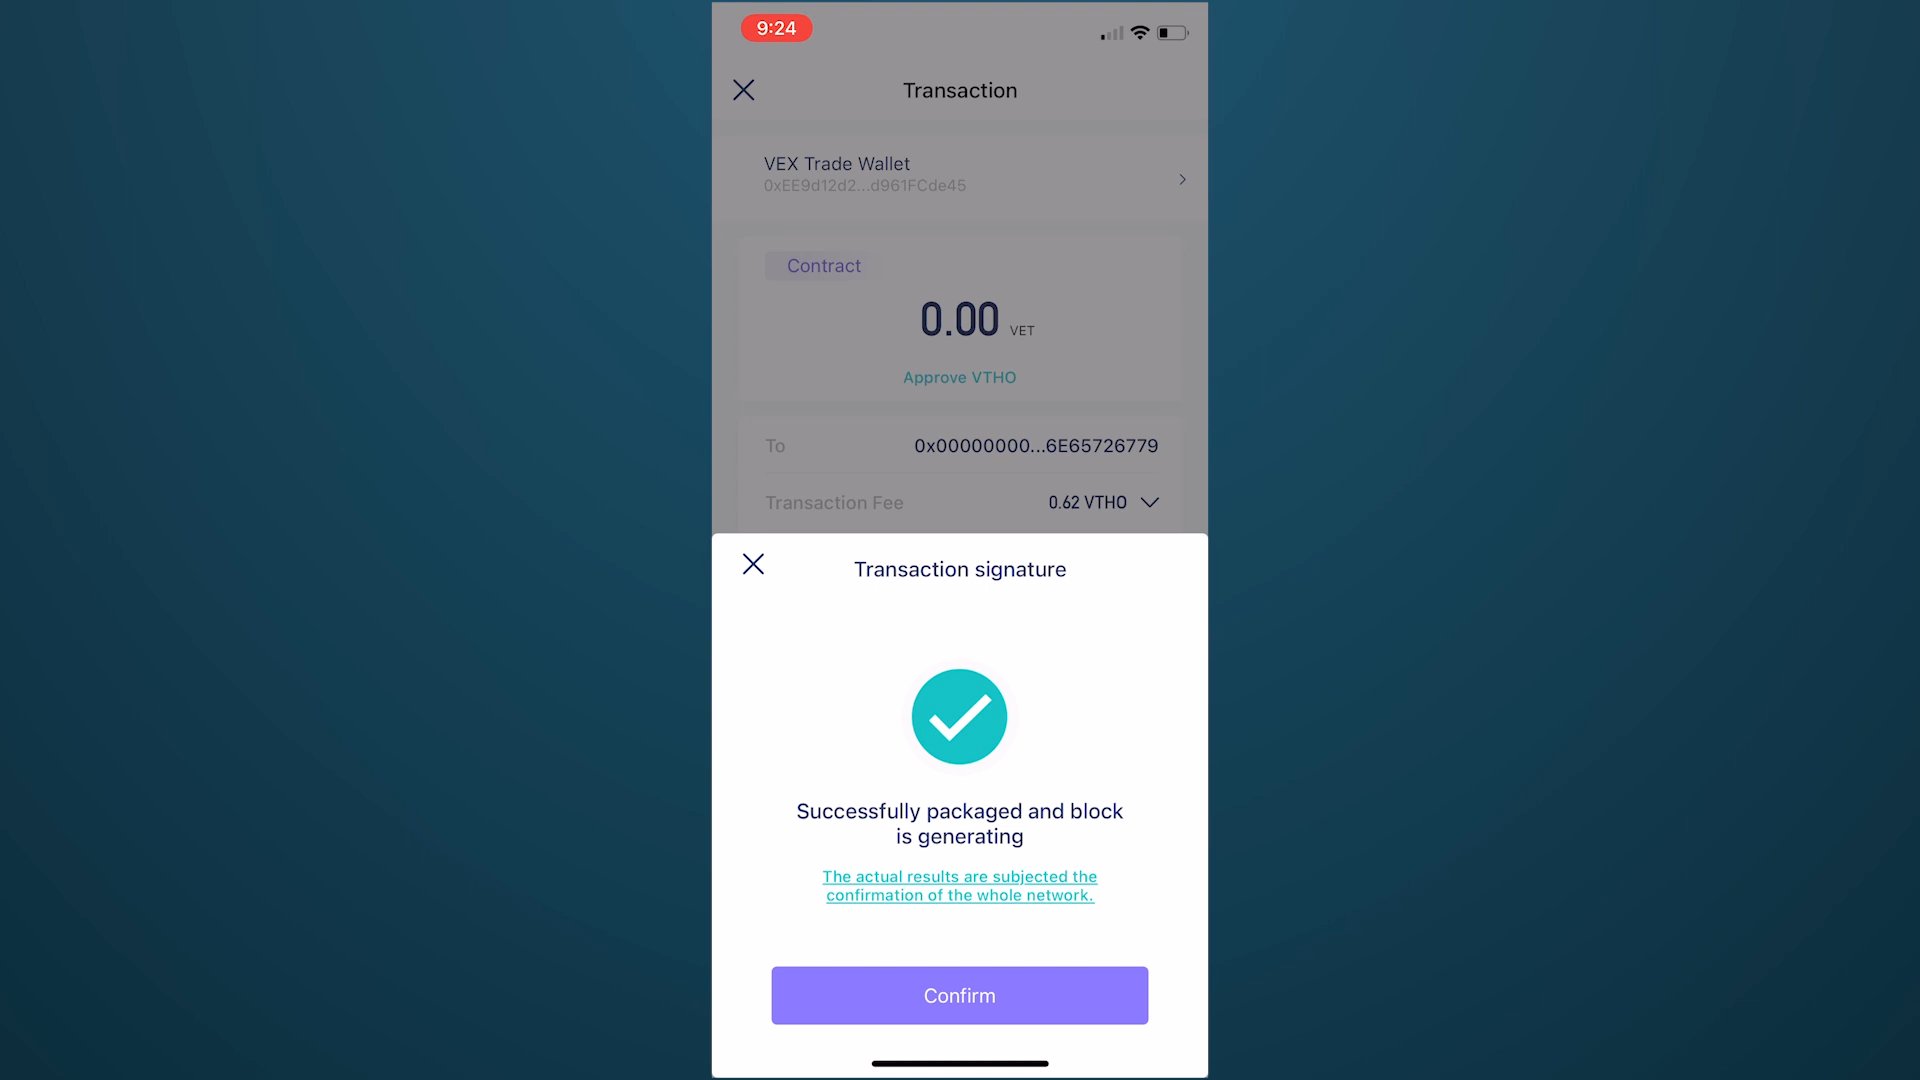 9:24
Transaction
VEX Trade Wallet
0xEE9d12d2...d961FCde45
Contract
0.00 VET
Approve VTHO
To 0x00000000...6E65726779
Transaction Fee 0.62 VTHO
Transaction signature
Successfully packaged and block
is generating
The actual results are subjected the
confirmation of the whole network.
Confirm